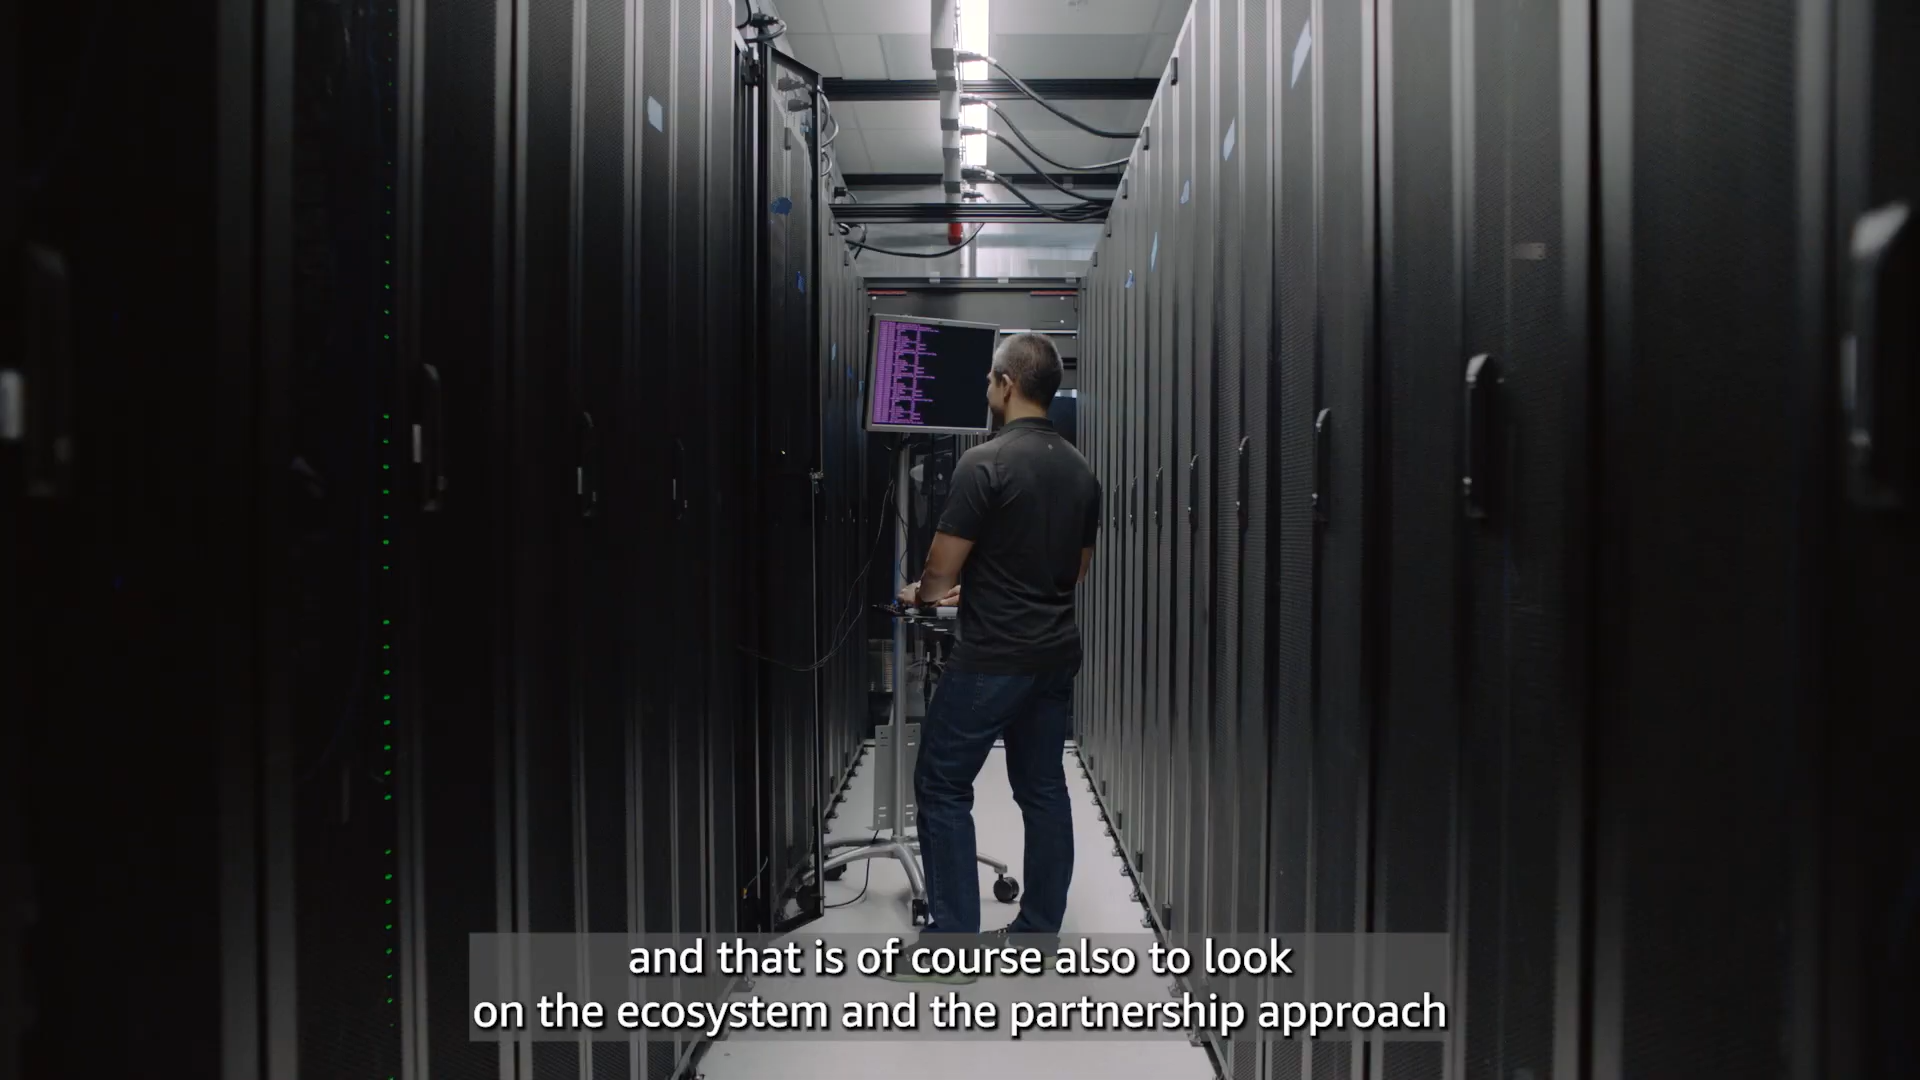 and that is of course also to look
on the ecosystem and the partnership approach